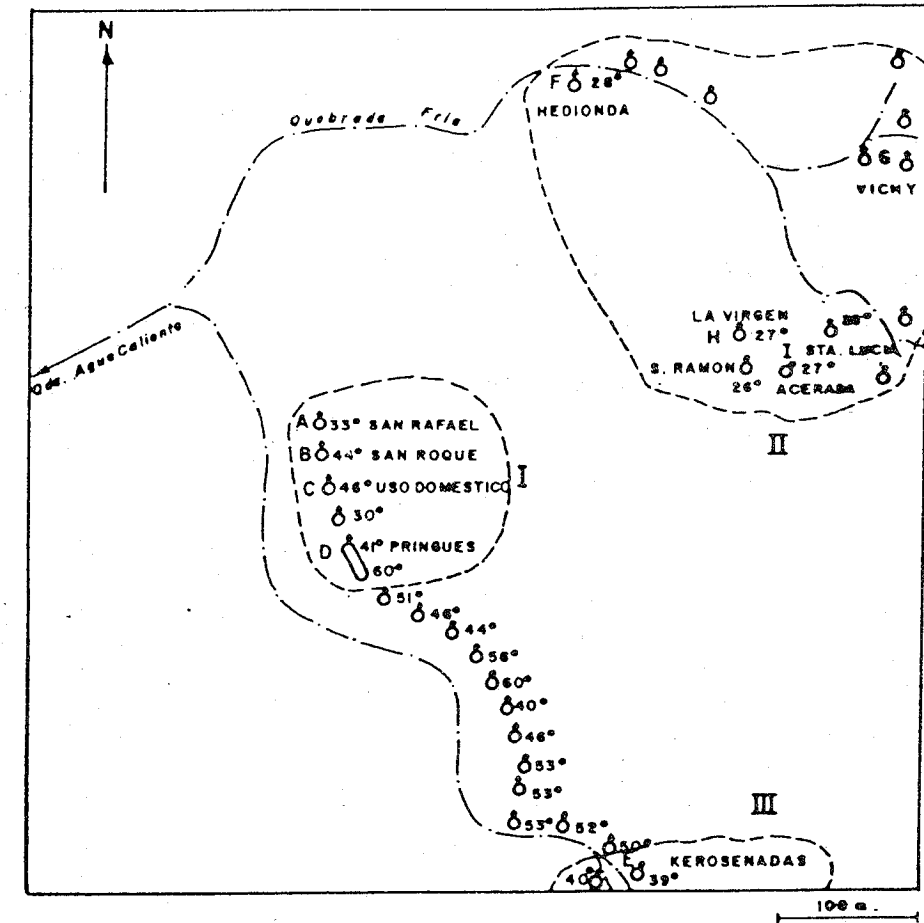 N
Quebrada Fria
F 28°
HEDIONDA
G
VICHY
Qda. Agua Caliente
LA VIRGEN
H 27°
I STA. LUCIA
S. RAMON
27°
26° ACERADA
II
A 33° SAN RAFAEL
B 44° SAN ROQUE
C 46° USO DOMESTICO
I
30°
D 41° PRINGUES
60°
51°
46°
44°
56°
60°
40°
46°
53°
53°
53° 52°
III
50°
E KEROSENADAS
40° 39°